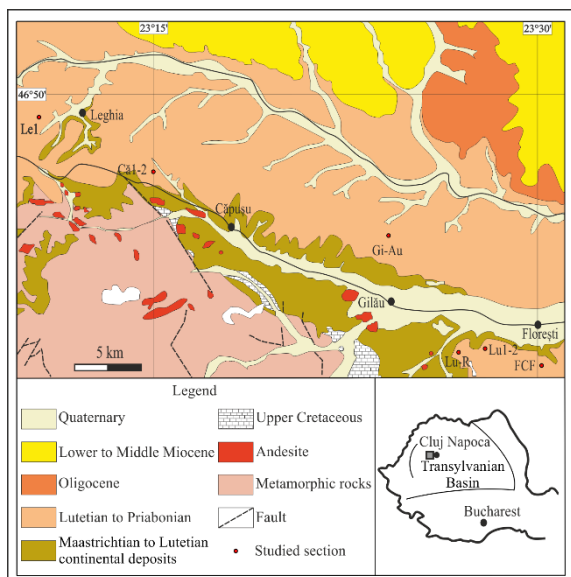 23°15'
23°30'
46°50'
Leghia
Le1
Că1-2
Căpușu
Gi-Au
Gilău
Florești
Lu1-2
Lu-R
FCF
5 km
Legend
Quaternary
Upper Cretaceous
Lower to Middle Miocene
Andesite
Oligocene
Metamorphic rocks
Lutetian to Priabonian
Fault
Maastrichtian to Lutetian
continental deposits
Studied section
Cluj Napoca
Transylvanian
Basin
Bucharest